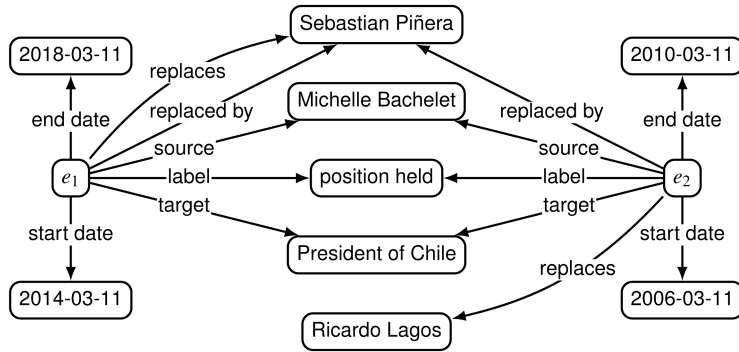 Sebastian Piñera
2018-03-11
2010-03-11
replaces
Michelle Bachelet
replaced by
replaced by
end date
end date
source
source
e1
label
position held
label
e2
target
target
start date
start date
President of Chile
replaces
2014-03-11
2006-03-11
Ricardo Lagos